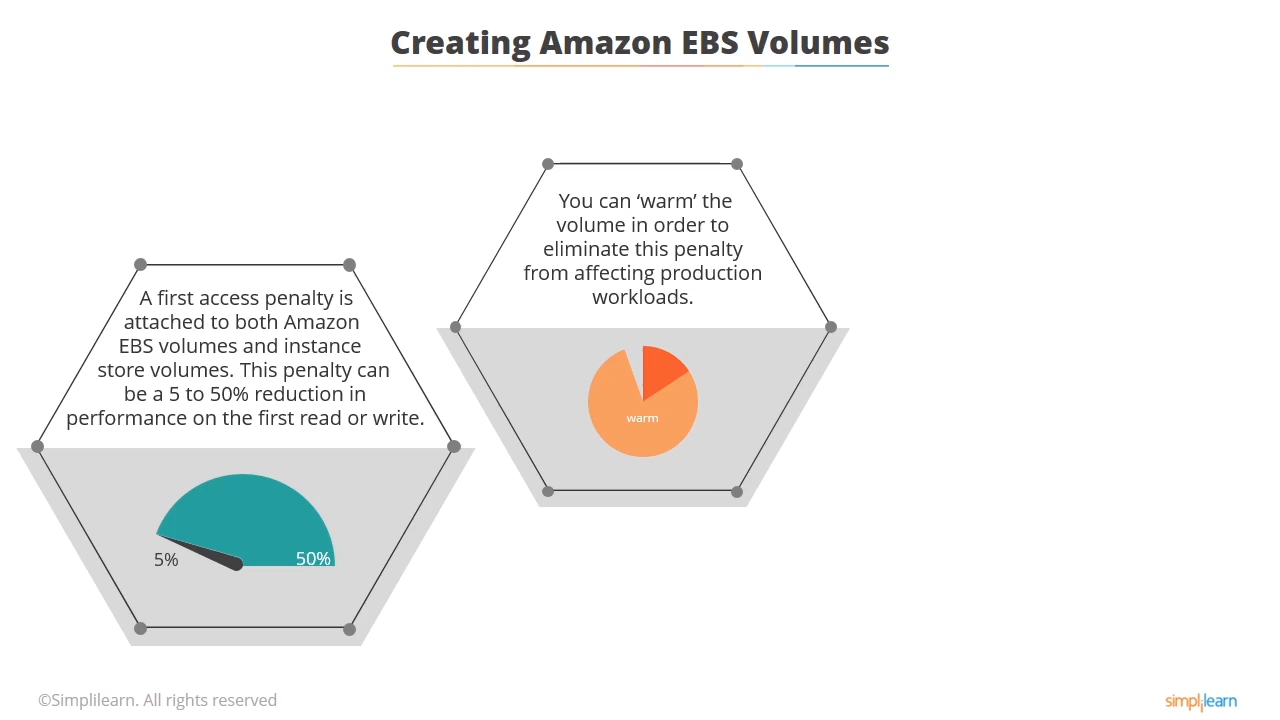 Creating Amazon EBS Volumes
A first access penalty is
attached to both Amazon
EBS volumes and instance
store volumes. This penalty can
be a 5 to 50% reduction in
performance on the first read or write.
5%
50%
You can ‘warm’ the
volume in order to
eliminate this penalty
from affecting production
workloads.
warm
©Simplilearn. All rights reserved
simplilearn